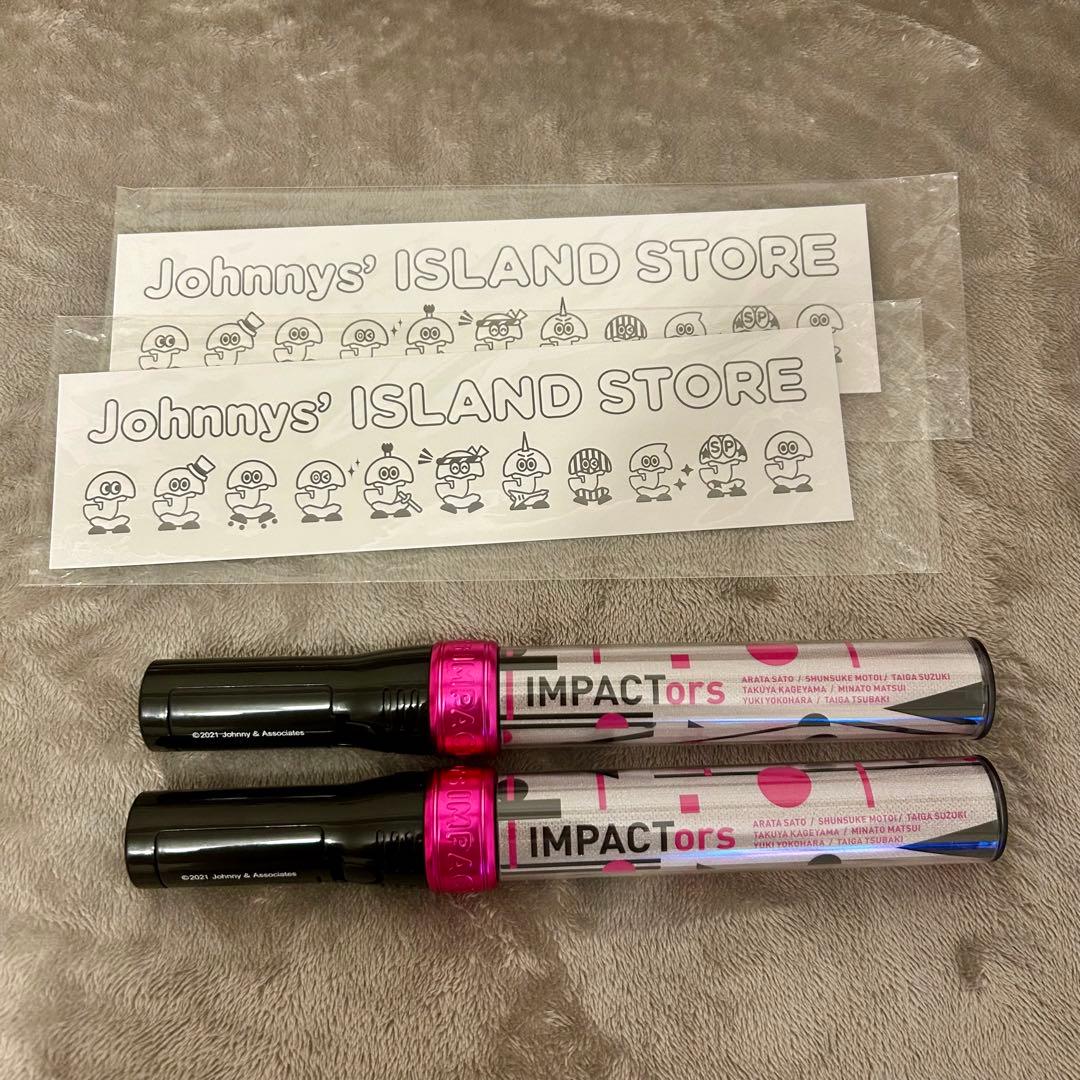 Johnnys' ISLAND STORE
SP
Johnnys' ISLAND STORE
SP
IMPACTors
ARATA SATO / SHUNSUKE MOTOI / TAIGA SUZUKI
TAKUYA KAGEYAMA / MINATO MATSUI
YUKI YOKOHARA / TAIGA TSUBAKI
©2021 Johnny & Associates
IMPACTors
ARATA SATO / SHUNSUKE MOTOI / TAIGA SUZUKI
TAKUYA KAGEYAMA / MINATO MATSUI
YUKI YOKOHARA / TAIGA TSUBAKI
©2021 Johnny & Associates